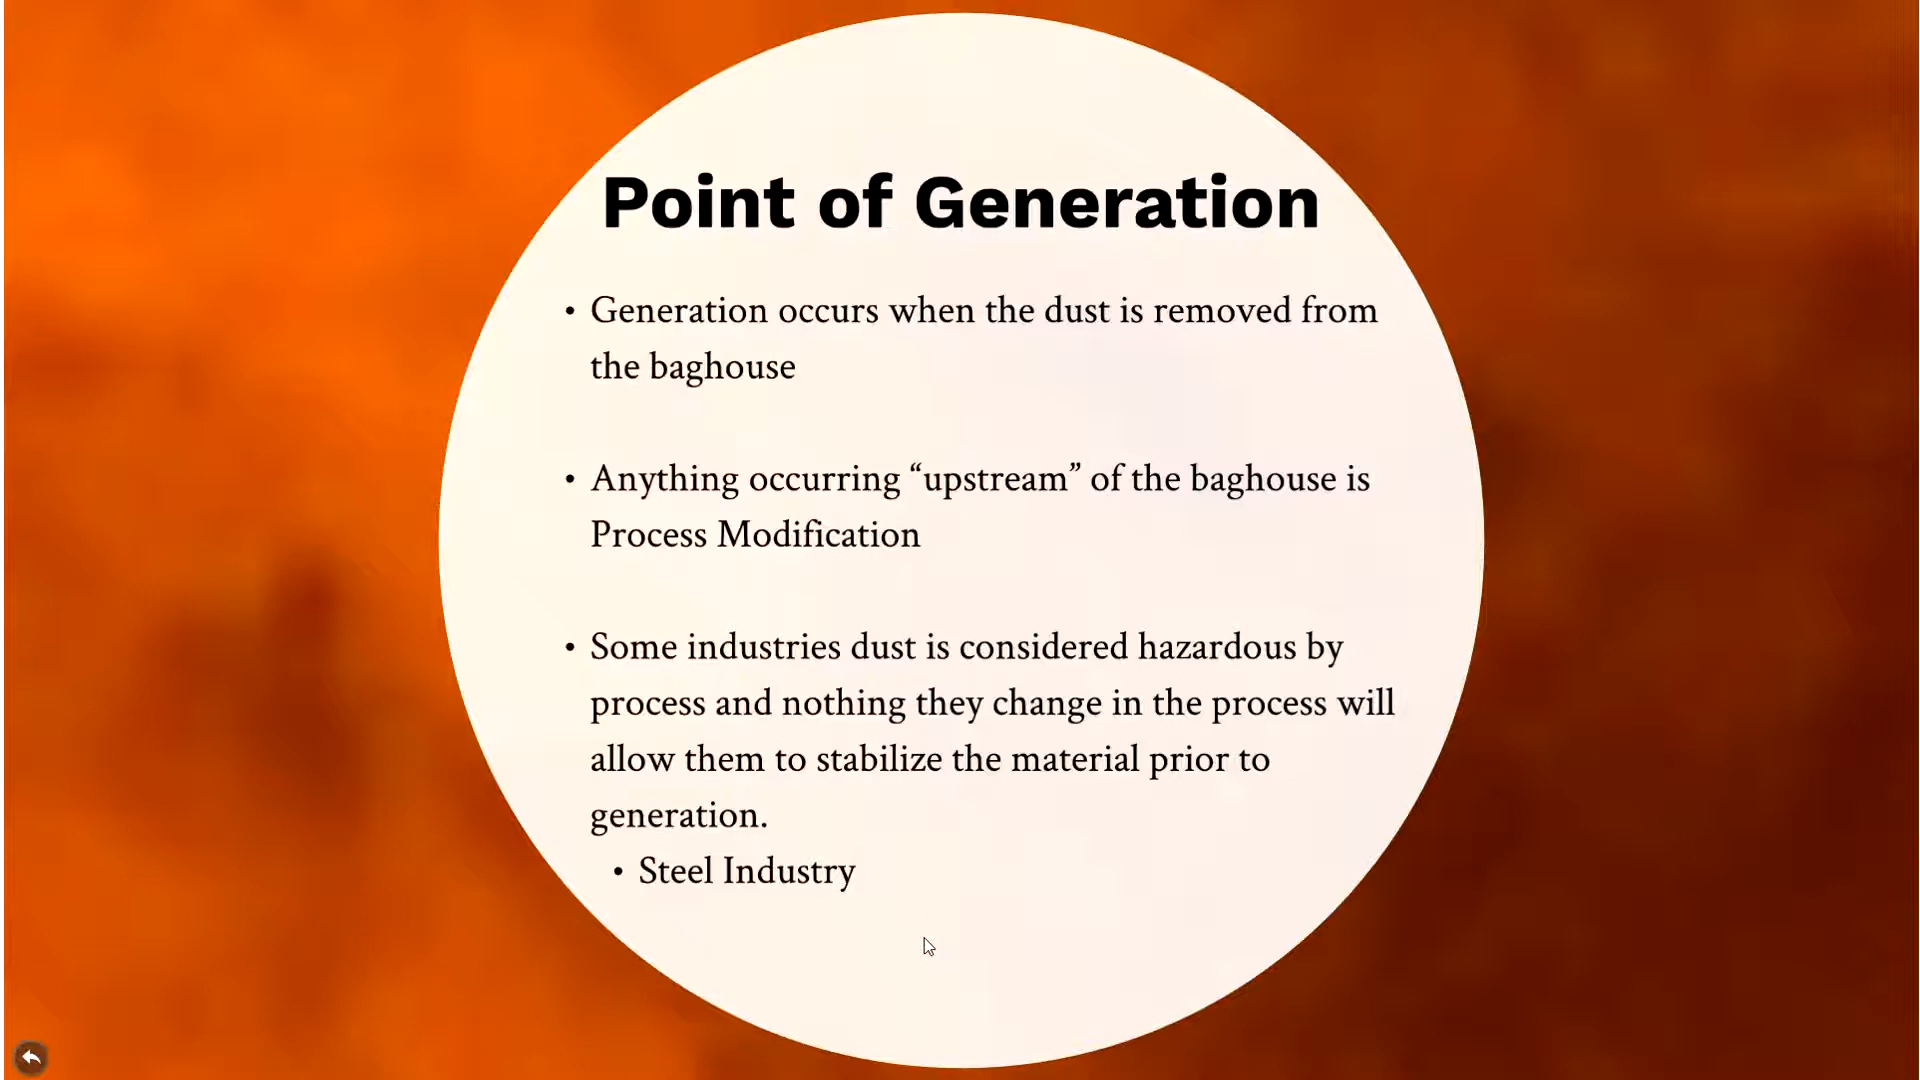 Point of Generation
• Generation occurs when the dust is removed from
the baghouse
• Anything occurring “upstream” of the baghouse is
Process Modification
• Some industries dust is considered hazardous by
process and nothing they change in the process will
allow them to stabilize the material prior to
generation.
• Steel Industry